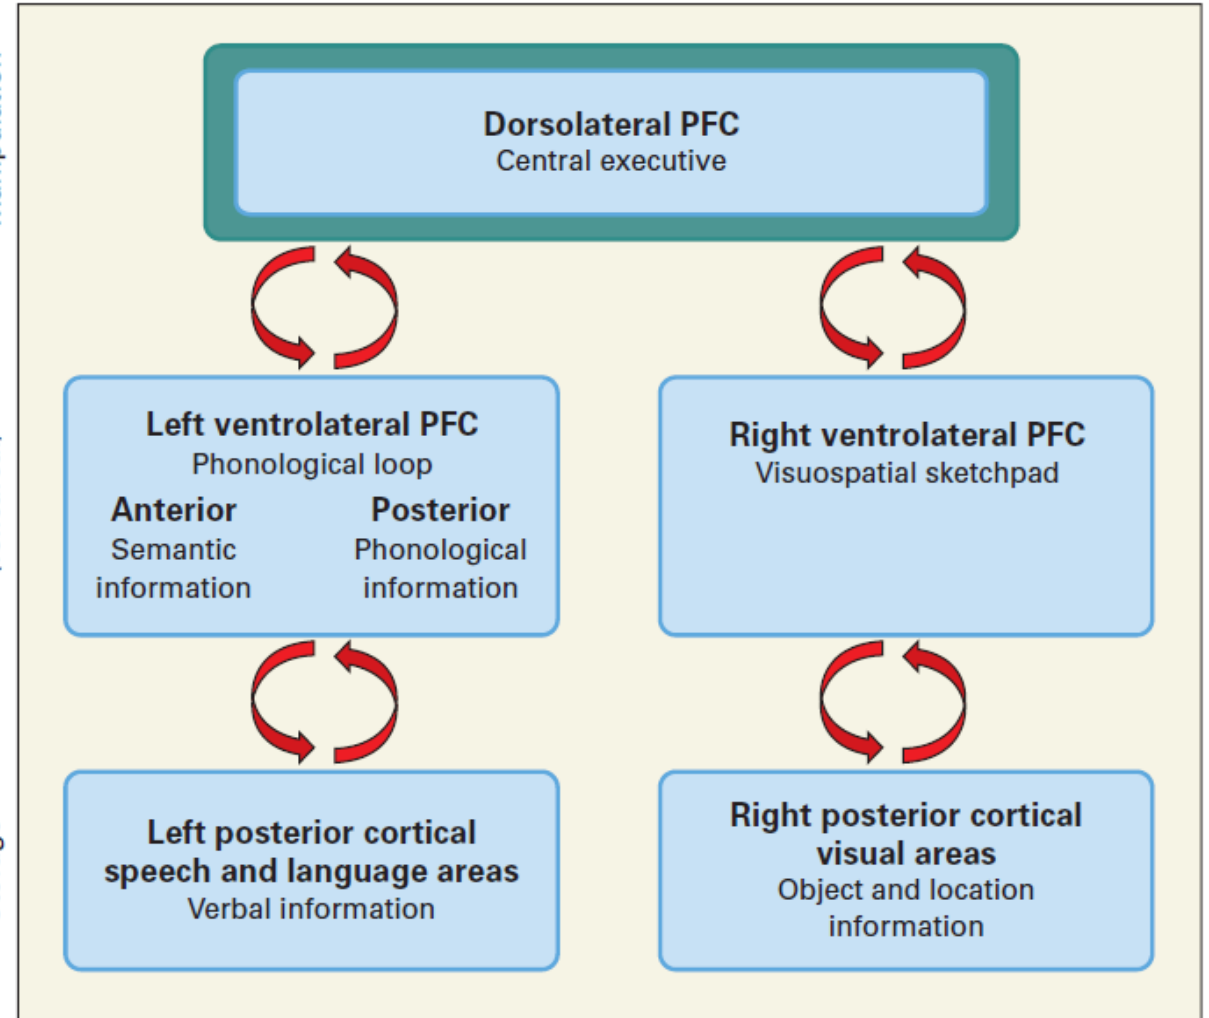 Dorsolateral PFC
Central executive
Left ventrolateral PFC
Phonological loop
Anterior
Semantic
information
Posterior
Phonological
information
Right ventrolateral PFC
Visuospatial sketchpad
Left posterior cortical
speech and language areas
Verbal information
Right posterior cortical
visual areas
Object and location
information